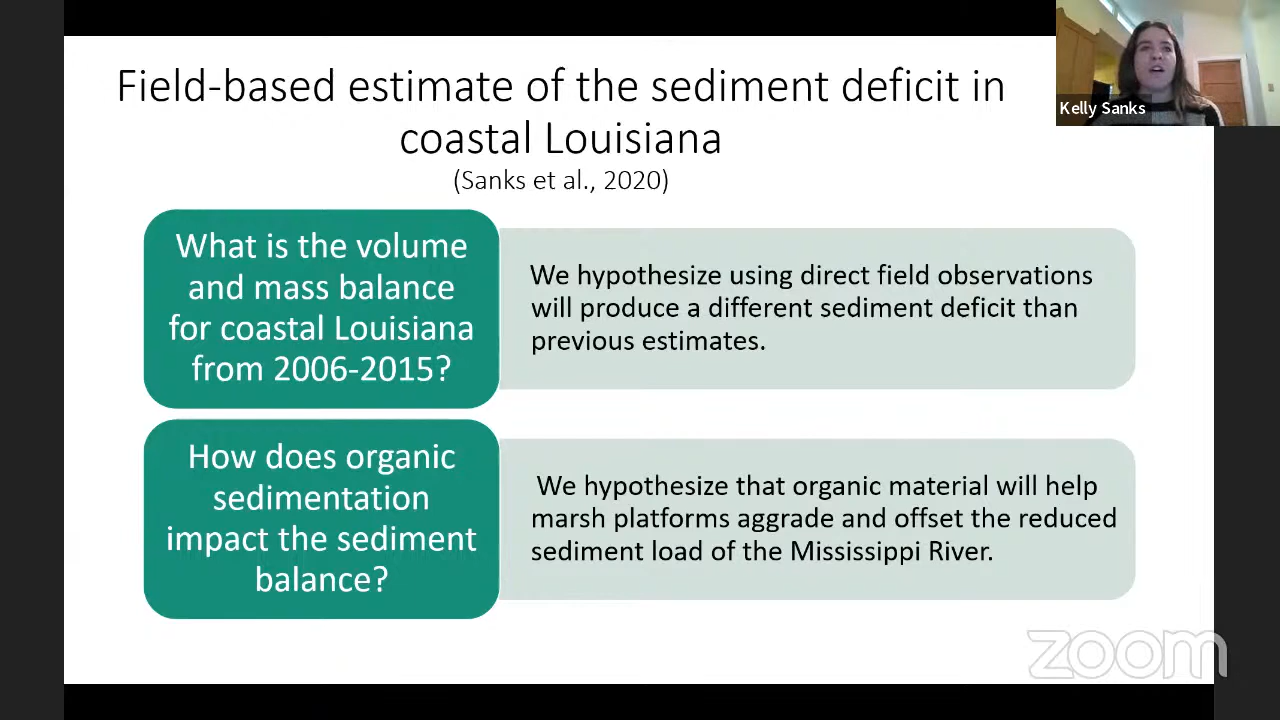 Field-based estimate of the sediment deficit in
coastal Louisiana
(Sanks et al., 2020)
Kelly Sanks
What is the volume
and mass balance
for coastal Louisiana
from 2006-2015?
We hypothesize using direct field observations
will produce a different sediment deficit than
previous estimates.
How does organic
sedimentation
impact the sediment
balance?
We hypothesize that organic material will help
marsh platforms aggrade and offset the reduced
sediment load of the Mississippi River.
zoom